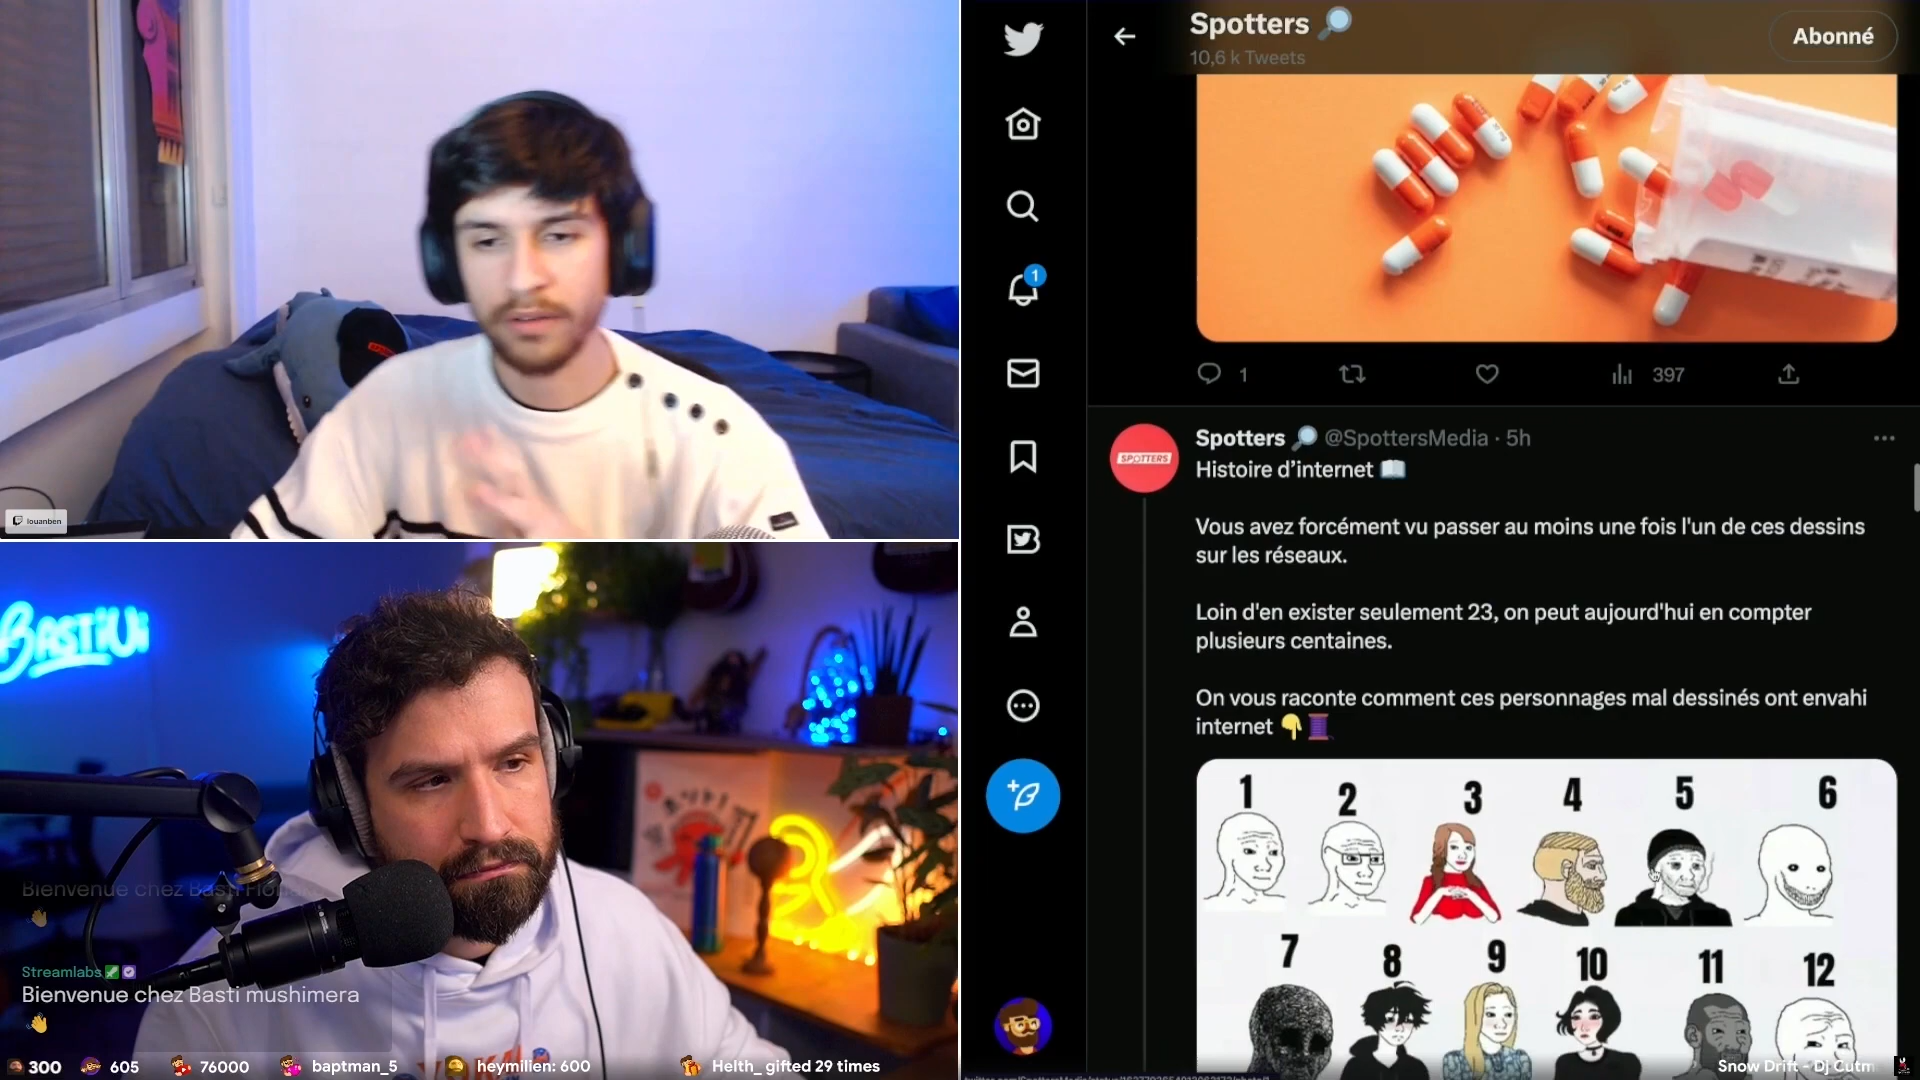 louanben
BASTIUI
Bienvenue chez Basti
Streamlabs
Bienvenue chez Basti mushimera
300
605
76000
baptman_5
heymilien: 600
Helth_ gifted 29 times
Spotters
10,6 k Tweets
Abonné
1
1
397
SPOTTERS
Spotters @SpottersMedia · 5h
Histoire d’internet
Vous avez forcément vu passer au moins une fois l'un de ces dessins
sur les réseaux.
Loin d'en exister seulement 23, on peut aujourd'hui en compter
plusieurs centaines.
On vous raconte comment ces personnages mal dessinés ont envahi
internet
1 2 3 4 5 6
7 8 9 10 11 12
Snow Drift - Dj Cutm